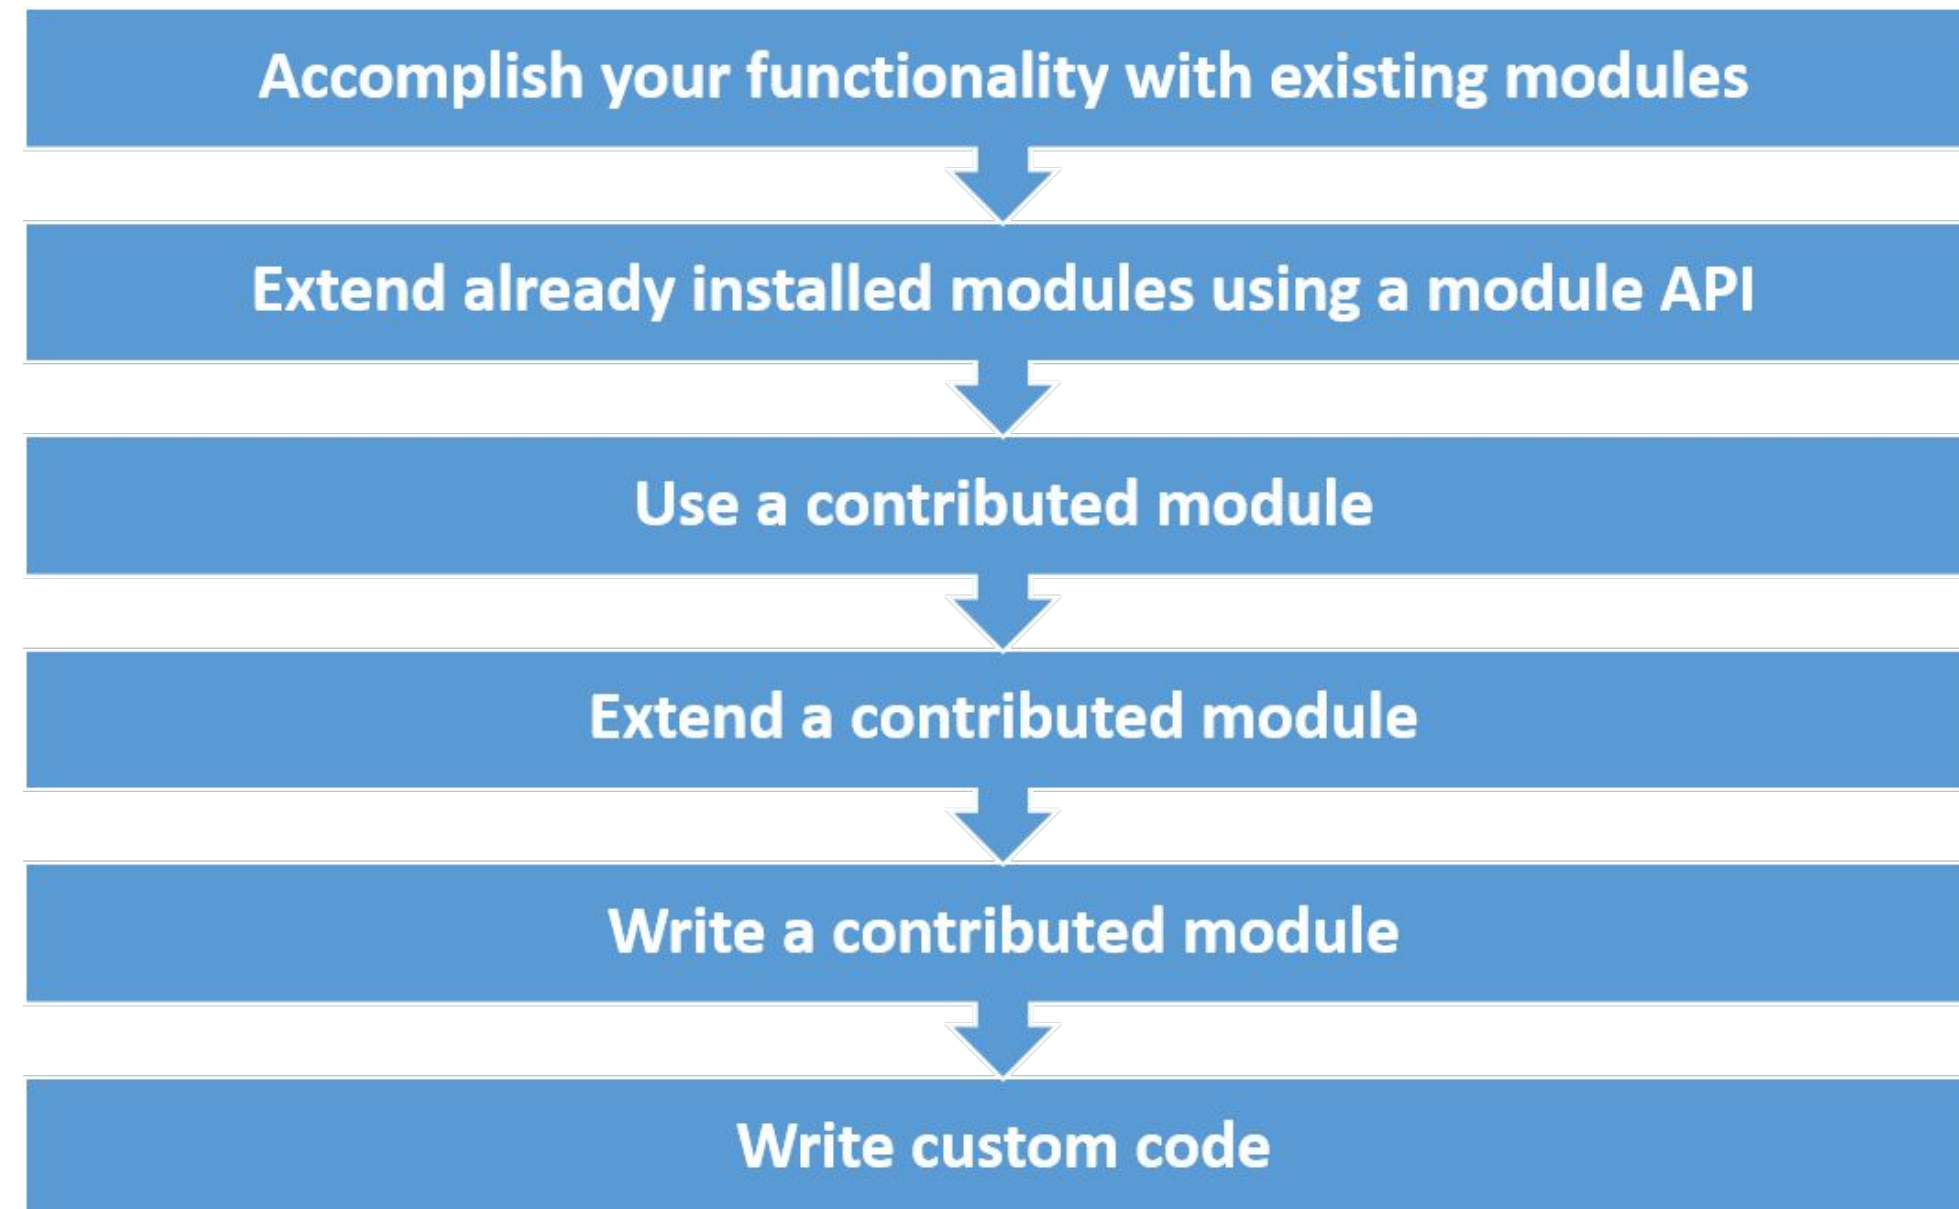 Accomplish your functionality with existing modules
Extend already installed modules using a module API
Use a contributed module
Extend a contributed module
Write a contributed module
Write custom code